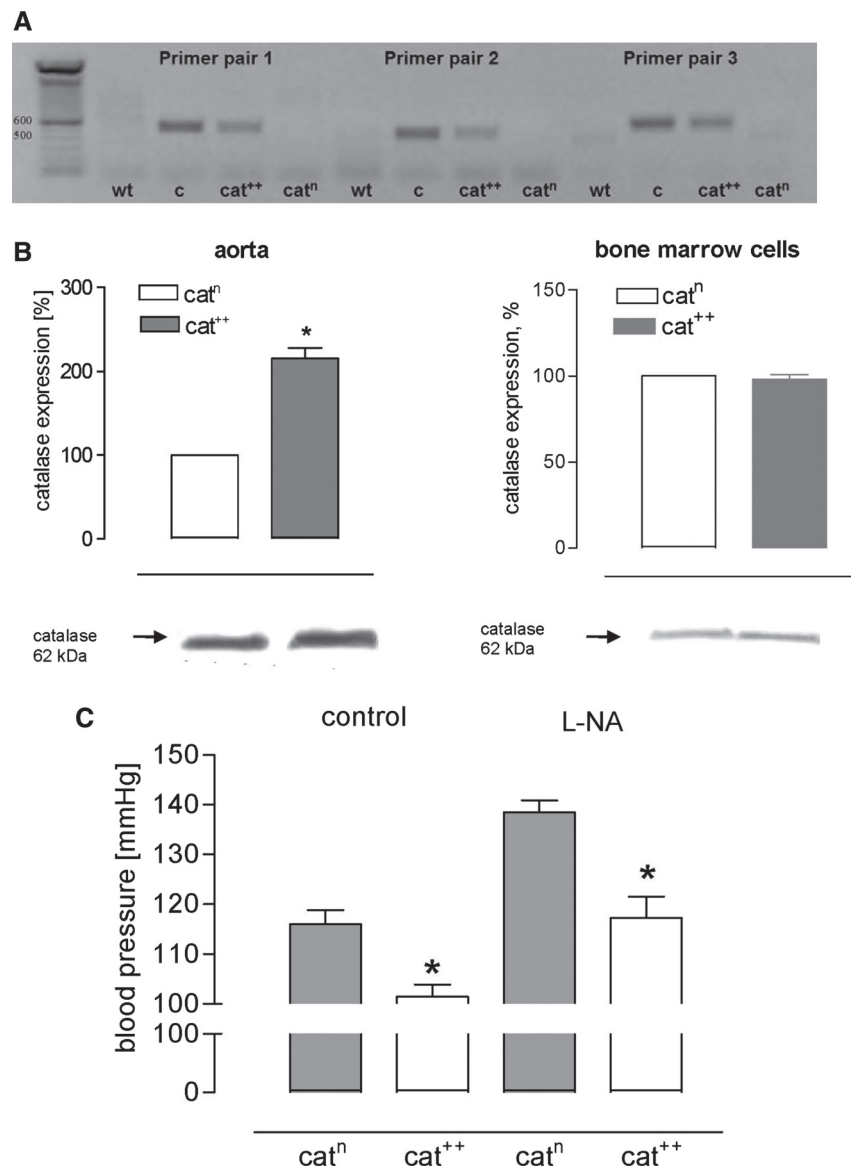 A
Primer pair 1 Primer pair 2 Primer pair 3
600
500
wt c cat++ catn wt c cat++ catn wt c cat++ catn
B
aorta
catalase expression [%]
300
200
100
0
catn
cat++
*
catalase
62 kDa
bone marrow cells
catalase expression, %
150
100
50
0
catn
cat++
catalase
62 kDa
C
control L-NA
blood pressure [mmHg]
150
140
130
120
110
100
100
0
*
*
catn cat++ catn cat++